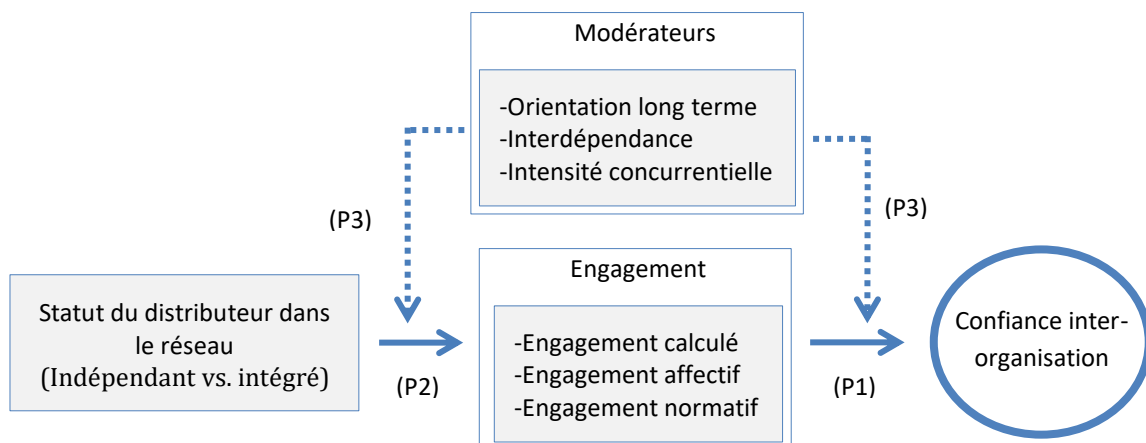 Modérateurs
-Orientation long terme
-Interdépendance
-Intensité concurrentielle
(P3)
(P3)
Engagement
Statut du distributeur dans
le réseau
(Indépendant vs. intégré)
(P2)
-Engagement calculé
-Engagement affectif
-Engagement normatif
(P1)
Confiance inter-
organisation